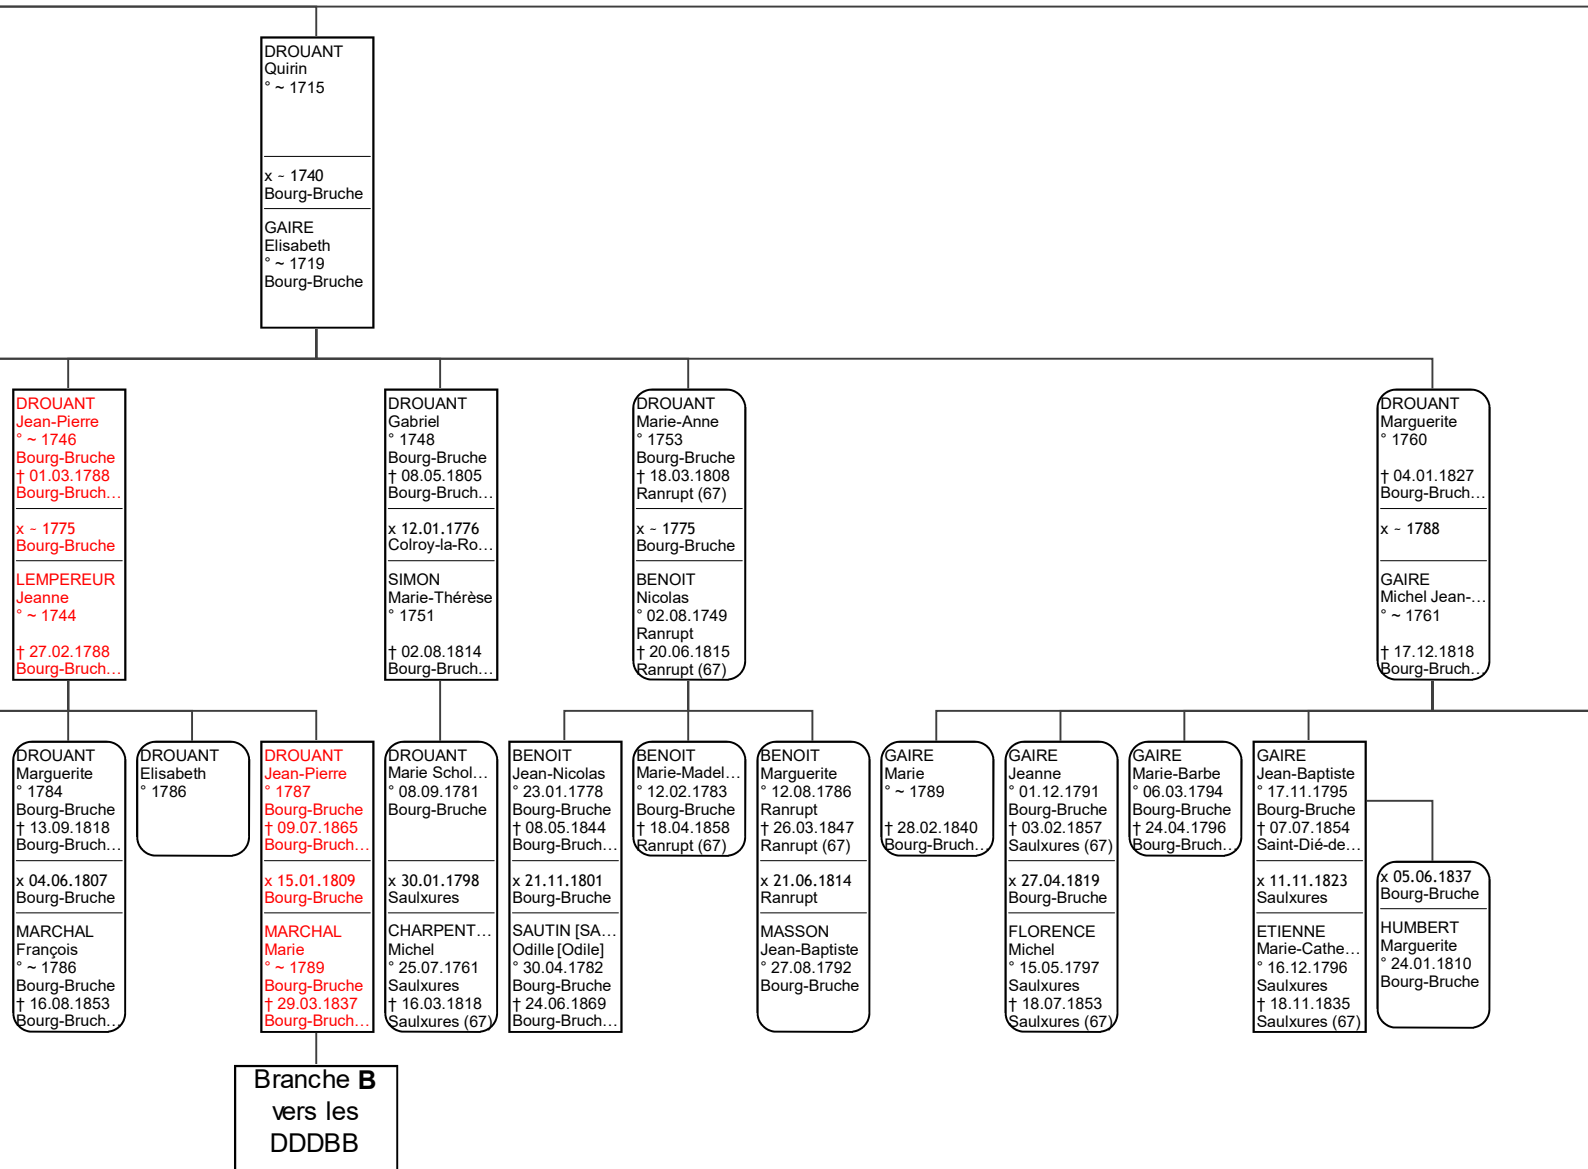 DROUANT
Quirin
° ~ 1715
x ~ 1740
Bourg-Bruche
GAIRE
Elisabeth
° ~ 1719
Bourg-Bruche
DROUANT
Jean-Pierre
° ~ 1746
Bourg-Bruche
† 01.03.1788
Bourg-Bruch...
x ~ 1775
Bourg-Bruche
LEMPEREUR
Jeanne
° ~ 1744
† 27.02.1788
Bourg-Bruch...
DROUANT
Gabriel
° 1748
Bourg-Bruche
† 08.05.1805
Bourg-Bruch...
x 12.01.1776
Colroy-la-Ro...
SIMON
Marie-Thérèse
° 1751
† 02.08.1814
Bourg-Bruch...
DROUANT
Marie-Anne
° 1753
Bourg-Bruche
† 18.03.1808
Ranrupt (67)
x ~ 1775
Bourg-Bruche
BENOIT
Nicolas
° 02.08.1749
Ranrupt
† 20.06.1815
Ranrupt (67)
DROUANT
Marguerite
° 1760
† 04.01.1827
Bourg-Bruch...
x ~ 1788
GAIRE
Michel Jean-...
° ~ 1761
† 17.12.1818
Bourg-Bruch...
DROUANT
Marguerite
° 1784
Bourg-Bruche
† 13.09.1818
Bourg-Bruch...
x 04.06.1807
Bourg-Bruche
MARCHAL
François
° ~ 1786
Bourg-Bruche
† 16.08.1853
Bourg-Bruch...
DROUANT
Elisabeth
° 1786
DROUANT
Jean-Pierre
° 1787
Bourg-Bruche
† 09.07.1865
Bourg-Bruch...
x 15.01.1809
Bourg-Bruche
MARCHAL
Marie
° ~ 1789
Bourg-Bruche
† 29.03.1837
Bourg-Bruch...
DROUANT
Marie Schol...
° 08.09.1781
Bourg-Bruche
x 30.01.1798
Saulxures
CHARPENT...
Michel
° 25.07.1761
Saulxures
† 16.03.1818
Saulxures (67)
BENOIT
Jean-Nicolas
° 23.01.1778
Bourg-Bruche
† 08.05.1844
Bourg-Bruch...
x 21.11.1801
Bourg-Bruche
SAUTIN [SA...
Odille [Odile]
° 30.04.1782
Bourg-Bruche
† 24.06.1869
Bourg-Bruch...
BENOIT
Marie-Madel...
° 12.02.1783
Bourg-Bruche
† 18.04.1858
Ranrupt (67)
BENOIT
Marguerite
° 12.08.1786
Ranrupt
† 26.03.1847
Ranrupt (67)
x 21.06.1814
Ranrupt
MASSON
Jean-Baptiste
° 27.08.1792
Bourg-Bruche
GAIRE
Marie
° ~ 1789
† 28.02.1840
Bourg-Bruch...
GAIRE
Jeanne
° 01.12.1791
Bourg-Bruche
† 03.02.1857
Saulxures (67)
x 27.04.1819
Bourg-Bruche
FLORENCE
Michel
° 15.05.1797
Saulxures
† 18.07.1853
Saulxures (67)
GAIRE
Marie-Barbe
° 06.03.1794
Bourg-Bruche
† 24.04.1796
Bourg-Bruch...
GAIRE
Jean-Baptiste
° 17.11.1795
Bourg-Bruche
† 07.07.1854
Saint-Dié-de...
x 11.11.1823
Saulxures
ETIENNE
Marie-Cathe...
° 16.12.1796
Saulxures
† 18.11.1835
Saulxures (67)
x 05.06.1837
Bourg-Bruche
HUMBERT
Marguerite
° 24.01.1810
Bourg-Bruche
Branche B
vers les
DDDBB